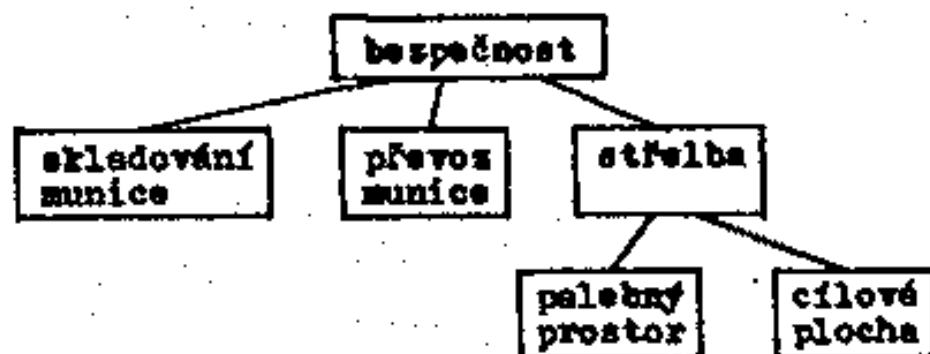 bezpečnost
skladování
munice
převoz
munice
střelba
palebný
prostor
cílová
plocha